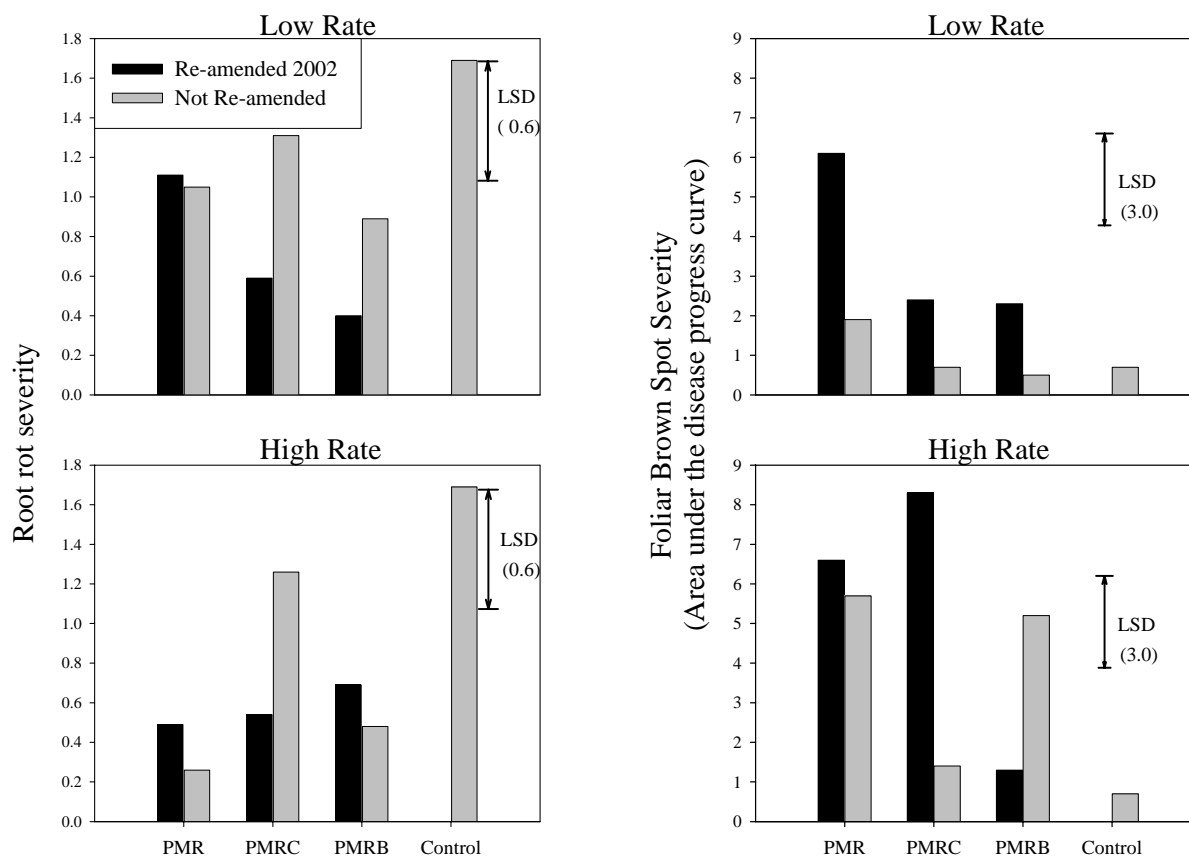 Low Rate
1.8
1.6
1.4
1.2
1.0
0.8
0.6
0.4
0.2
0.0
Re-amended 2002
Not Re-amended
LSD
( 0.6)
High Rate
1.8
1.6
1.4
1.2
1.0
0.8
0.6
0.4
0.2
0.0
LSD
(0.6)
PMR PMRC PMRB Control
Root rot severity
Low Rate
9
8
7
6
5
4
3
2
1
0
LSD
(3.0)
High Rate
9
8
7
6
5
4
3
2
1
0
LSD
(3.0)
PMR PMRC PMRB Control
Foliar Brown Spot Severity
(Area under the disease progress curve)